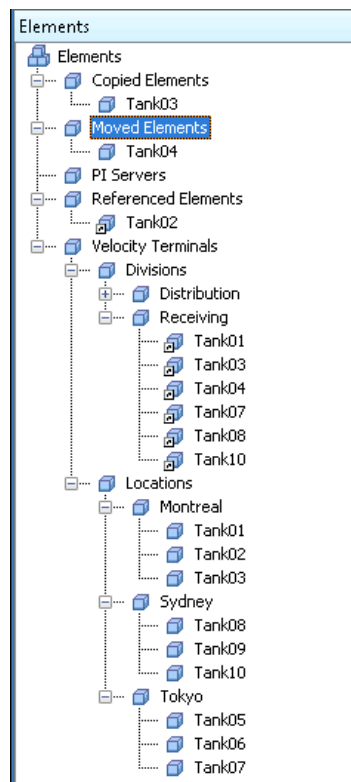 Elements
Elements
Copied Elements
Tank03
Moved Elements
Tank04
PI Servers
Referenced Elements
Tank02
Velocity Terminals
Divisions
Distribution
Receiving
Tank01
Tank03
Tank04
Tank07
Tank08
Tank10
Locations
Montreal
Tank01
Tank02
Tank03
Sydney
Tank08
Tank09
Tank10
Tokyo
Tank05
Tank06
Tank07